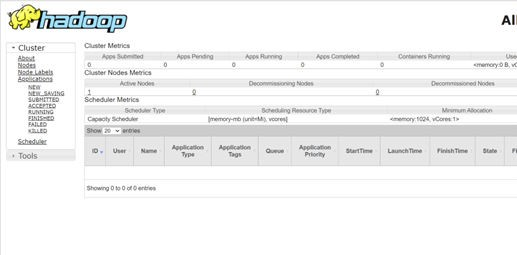 hadoop
All
Cluster
About
Nodes
Node Labels
Applications
NEW
NEW_SAVING
SUBMITTED
ACCEPTED
RUNNING
FINISHED
FAILED
KILLED
Scheduler
Tools
Cluster Metrics
Apps Submitted Apps Pending Apps Running Apps Completed Containers Running Use
0 0 0 0 0 <memory:0 B, vC
Cluster Nodes Metrics
Active Nodes Decommissioning Nodes Decommissioned Nodes
1 0 0
Scheduler Metrics
Scheduler Type Scheduling Resource Type Minimum Allocation
Capacity Scheduler [memory-mb (unit=Mi), vcores] <memory:1024, vCores:1>
Show 20 entries
ID User Name Application Type Application Tags Queue Application Priority StartTime LaunchTime FinishTime State Fi
Showing 0 to 0 of 0 entries